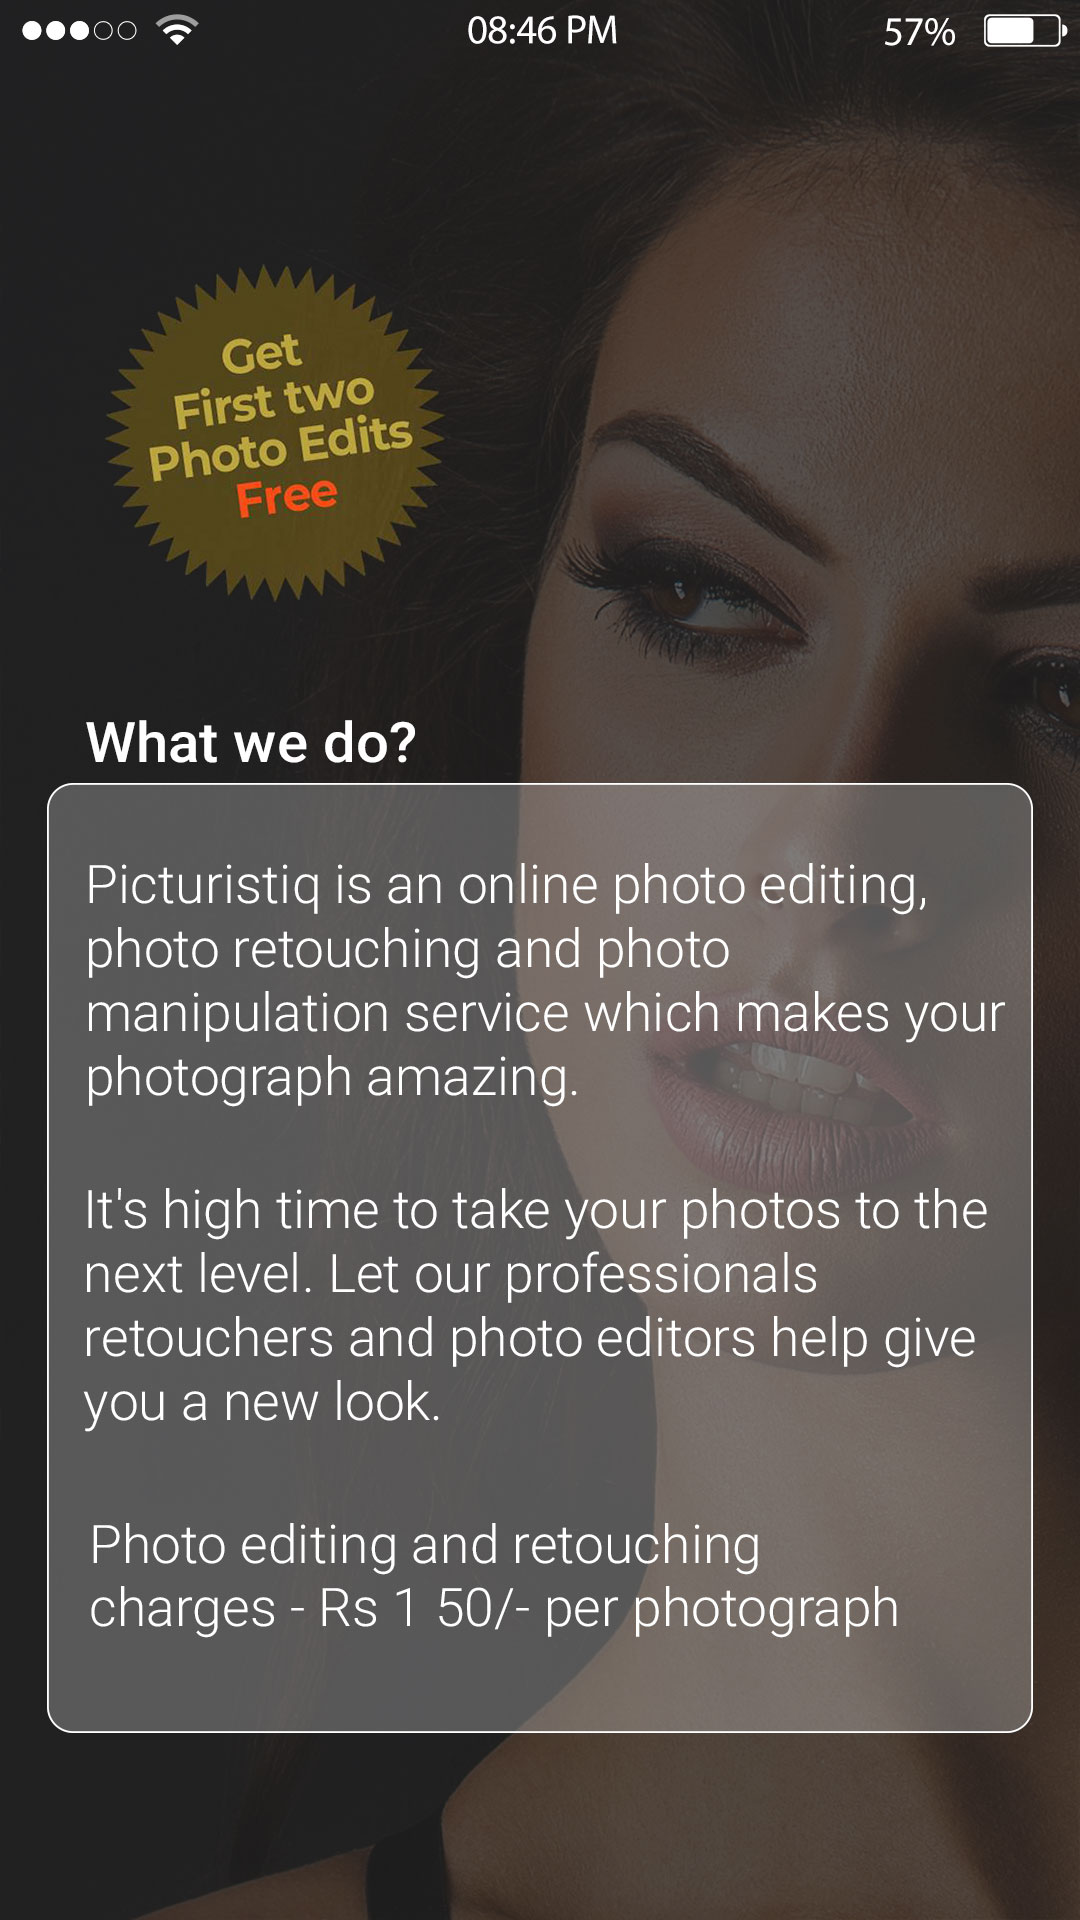 08:46 PM
57%
Get
First two
Photo Edits
Free
What we do?
Picturistiq is an online photo editing,
photo retouching and photo
manipulation service which makes your
photograph amazing.
It's high time to take your photos to the
next level. Let our professionals
retouchers and photo editors help give
you a new look.
Photo editing and retouching
charges - Rs 1 50/- per photograph